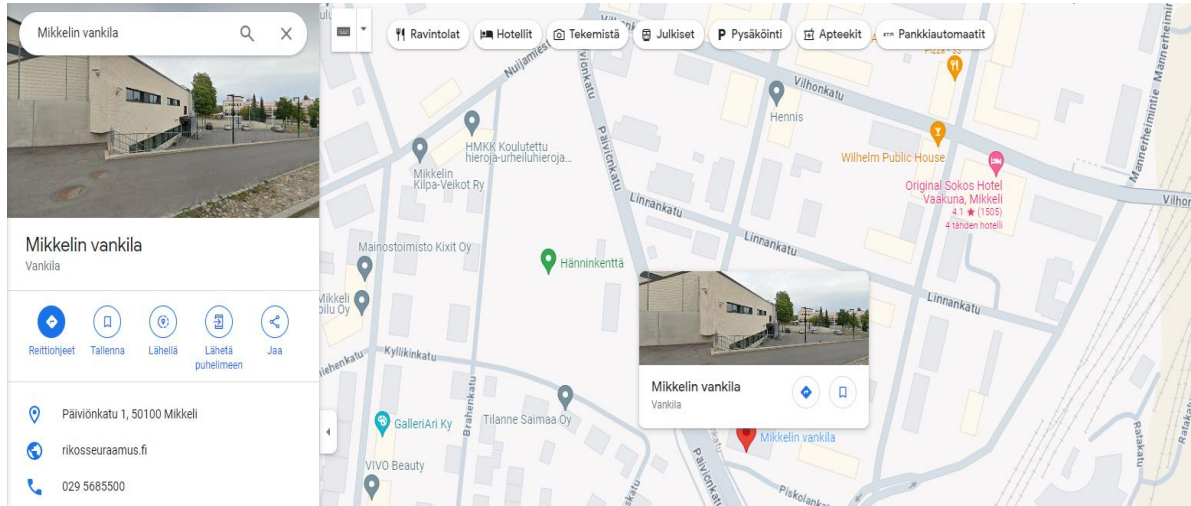 Mikkelin vankila
Mikkelin vankila
Vankila
Reittiohjeet
Tallenna
Lähellä
Lähetä
puhelimeen
Jaa
Päiviönkatu 1, 50100 Mikkeli
rikosseuraamus.fi
029 5685500
Ravintolat
Hotellit
Tekemistä
Julkiset
P Pysäköinti
ATM Apteekit
Pankkiautomaatit
Vilhonkatu
Hennis
HMKK Koulutettu
hieroja-urheiluhieroja...
Mikkelin
Kilpa-Veikot Ry
Päiviönkatu
Wilhelm Public House
Mannerheimintie
Original Sokos Hotel
Vaakuna, Mikkeli
4.1 ★ (1505)
4 tähden hotelli
Linnankatu
Linnankatu
Linnankatu
Mainostoimisto Kixit Oy
Hänninkenttä
Mikkelin vankila
Vankila
Kyllikinkatu
Brahenkatu
GalleriAri Ky
Tilanne Saimaa Oy
Mikkelin vankila
VIVO Beauty
Päiviönkatu
Ratakatu
Ratakatu